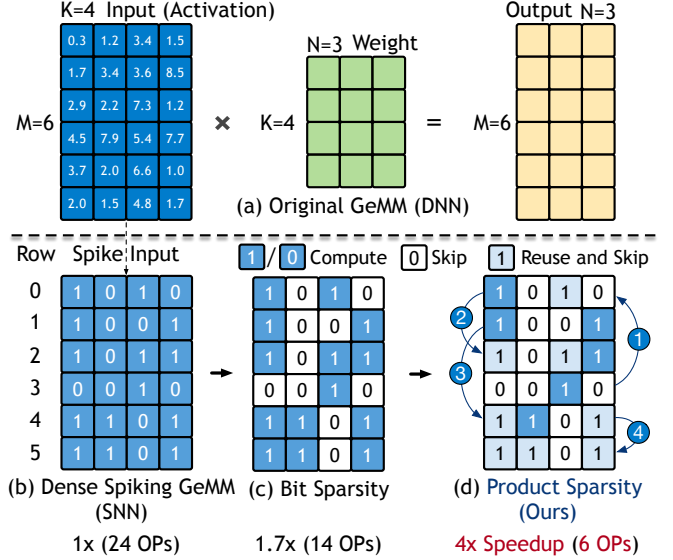 K=4 Input (Activation)
Output N=3
N=3 Weight
0.3 1.2 3.4 1.5
1.7 3.4 3.6 8.5
2.9 2.2 7.3 1.2
M=6
×
K=4
=
M=6
4.5 7.9 5.4 7.7
3.7 2.0 6.6 1.0
2.0 1.5 4.8 1.7
(a) Original GeMM (DNN)
Row Spike Input
1 / 0 Compute 0 Skip 1 Reuse and Skip
0 1 0 1 0
1 1 0 0 1
2 1 0 1 1
3 0 0 1 0
4 1 1 0 1
5 1 1 0 1
1 0 1 0
1 0 0 1
1 0 1 1
0 0 1 0
1 1 0 1
1 1 0 1
1 0 1 0
1 0 0 1
1 0 1 1
0 0 1 0
1 1 0 1
1 1 0 1
2
1
3
4
(b) Dense Spiking GeMM
(SNN)
(c) Bit Sparsity
(d) Product Sparsity
(Ours)
1x (24 OPs)
1.7x (14 OPs)
4x Speedup (6 OPs)